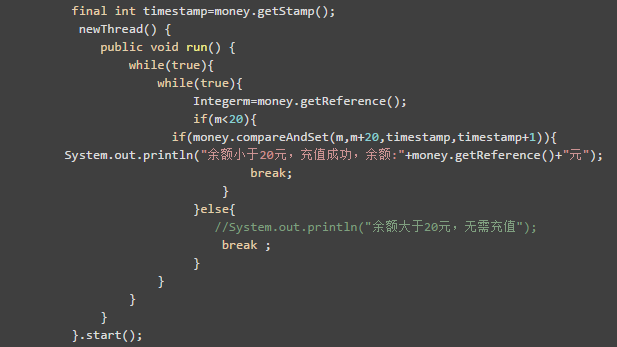 final int timestamp=money.getStamp();
newThread() {
public void run() {
while(true){
while(true){
Integerm=money.getReference();
if(m<20){
if(money.compareAndSet(m,m+20,timestamp,timestamp+1)){
System.out.println("余额小于20元，充值成功，余额:"+money.getReference()+"元");
break;
}
}else{
//System.out.println("余额大于20元，无需充值");
break ;
}
}
}
}
}.start();